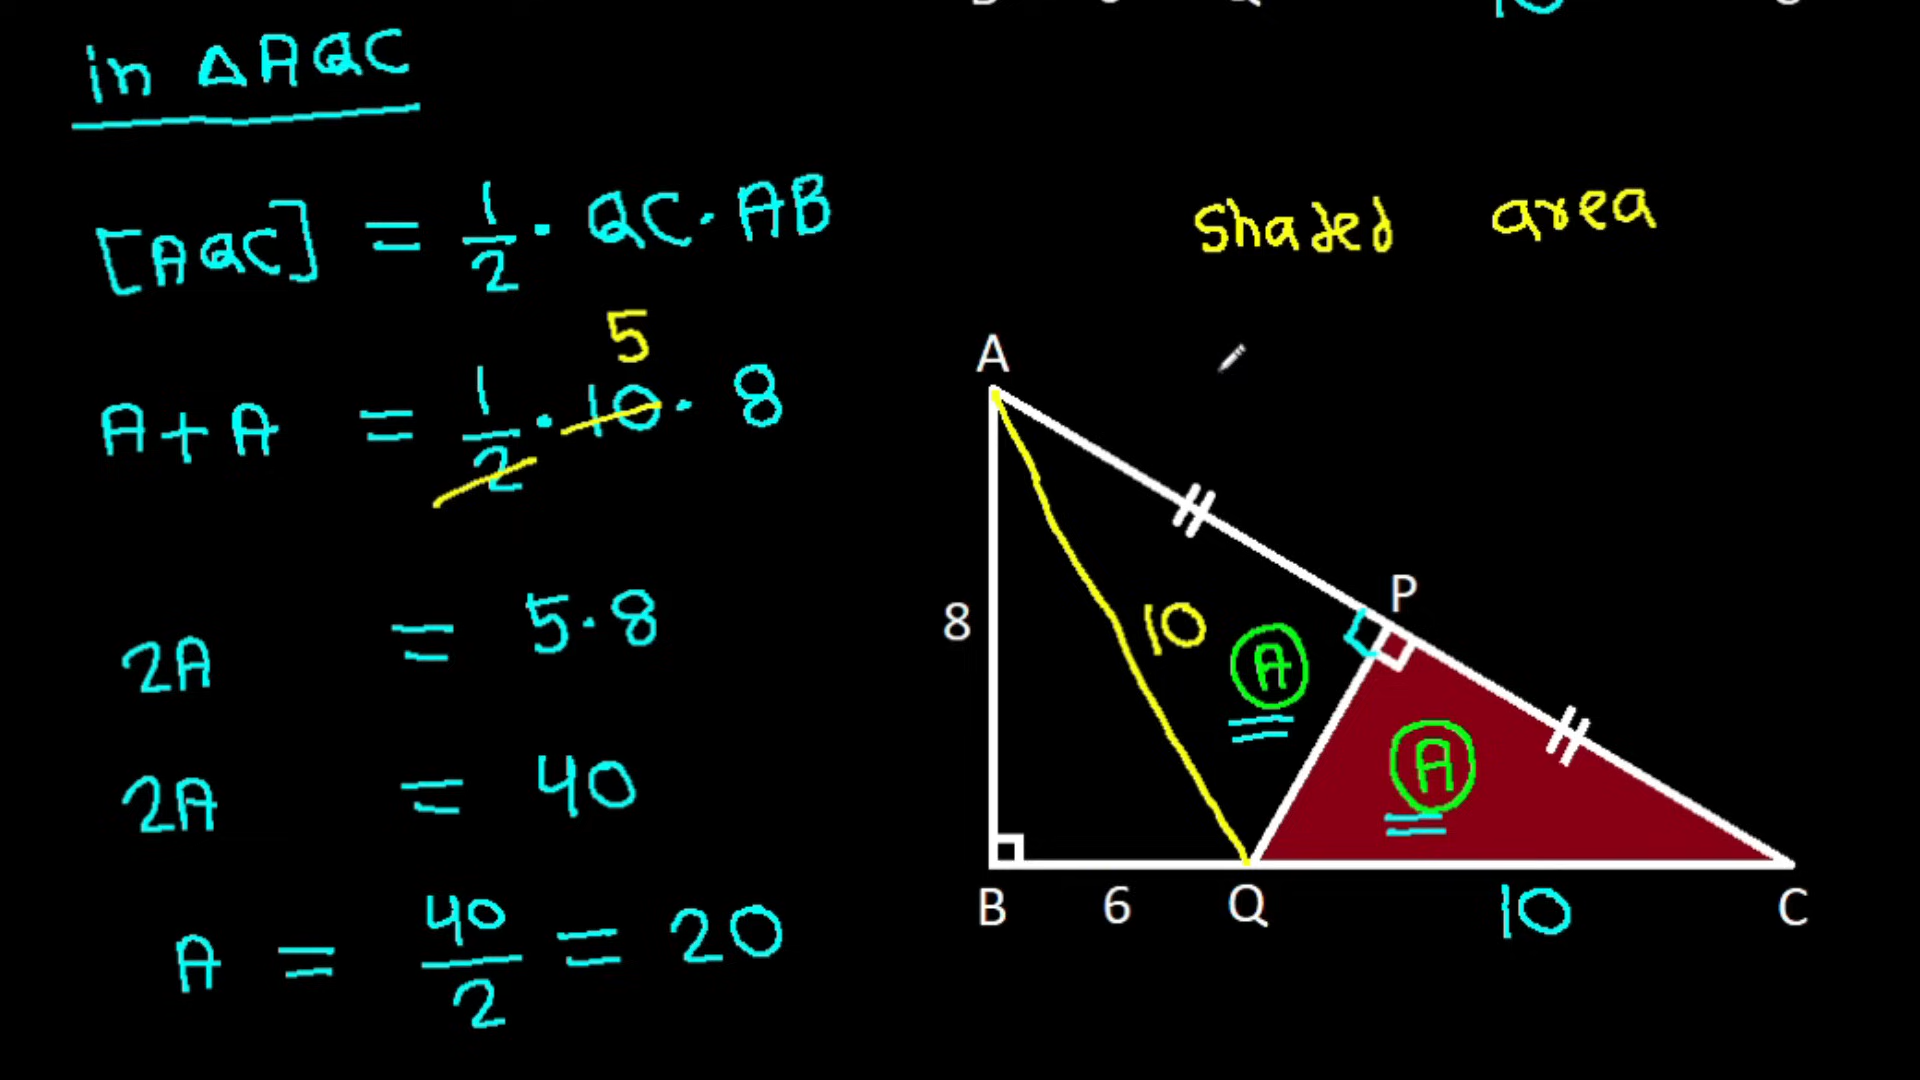 in △AQC
[AQC] = 1/2 · QC · AB
5
A + A = 1/2 · 10 · 8
2A = 5 · 8
2A = 40
A = 40/2 = 20
Shaded area
A
P
8
10
A
A
B 6 Q 10 C